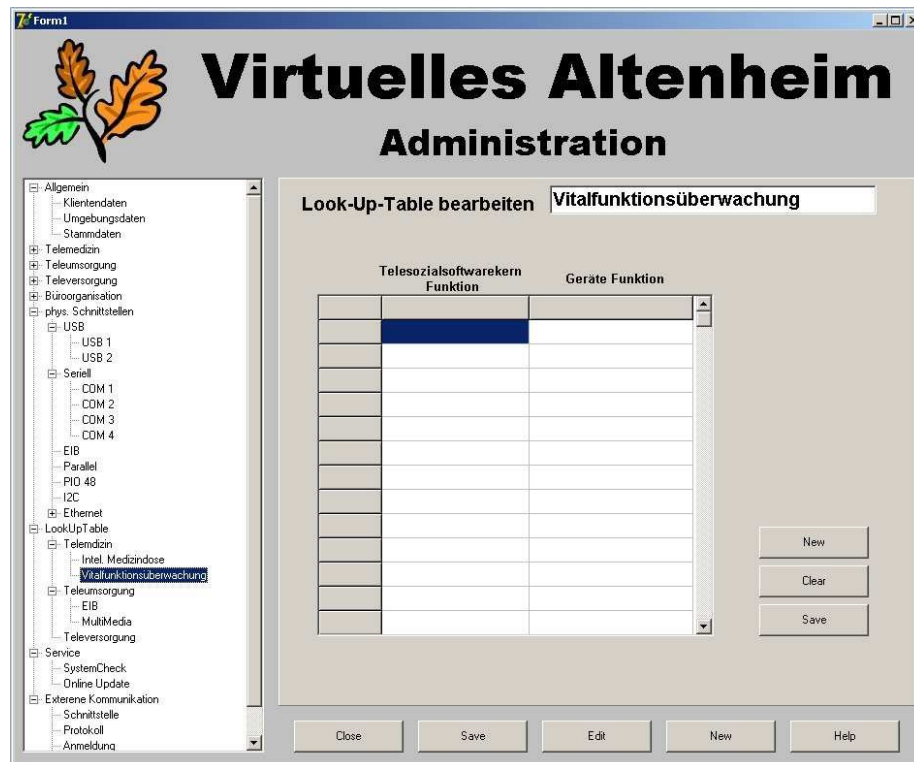 Form1
Virtuelles Altenheim
Administration
Allgemein
Klientendaten
Umgebungsdaten
Stammdaten
Telemedizin
Teleumsorgung
Televersorgung
Büroorganisation
phys. Schnittstellen
USB
USB 1
USB 2
Seriell
COM 1
COM 2
COM 3
COM 4
EIB
Parallel
PIO 48
I2C
Ethernet
LookUpTable
Telemdizin
Intel. Medizindose
Vitalfunktionsüberwachung
Teleumsorgung
EIB
MultiMedia
Televersorgung
Service
SystemCheck
Online Update
Exterene Kommunikation
Schnittstelle
Protokoll
Anmeldung
Look-Up-Table bearbeiten
Vitalfunktionsüberwachung
Telesozialsoftwarekern
Funktion
Geräte Funktion
New
Clear
Save
Close
Save
Edit
New
Help